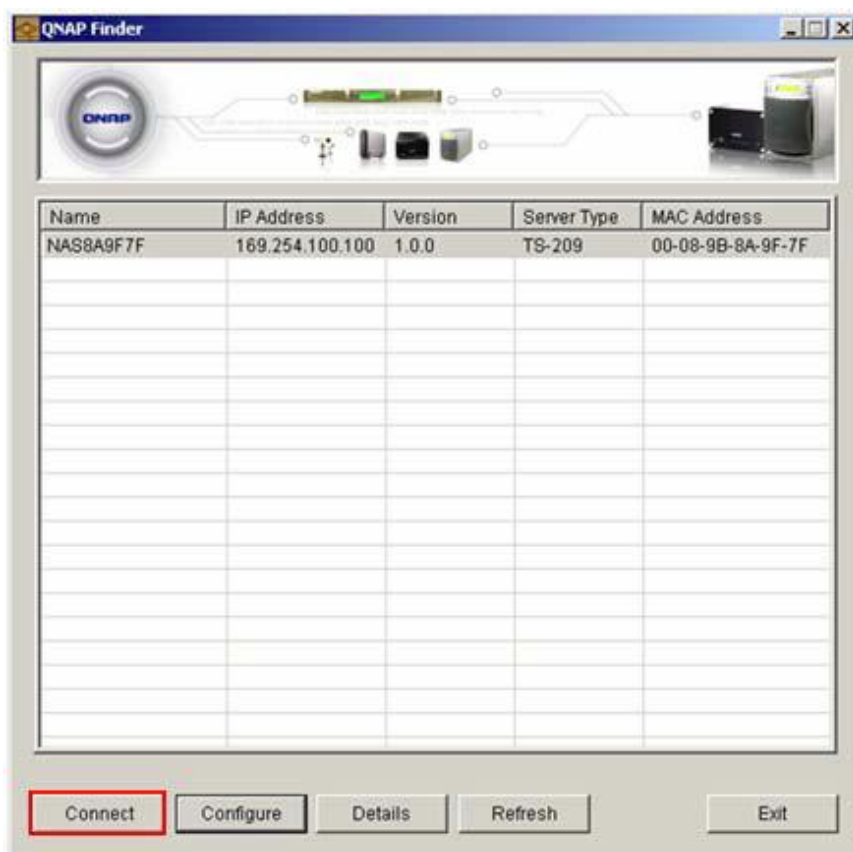 QNAP Finder
QNAP
Name IP Address Version Server Type MAC Address
NAS8A9F7F 169.254.100.100 1.0.0 TS-209 00-08-9B-8A-9F-7F
Connect Configure Details Refresh Exit